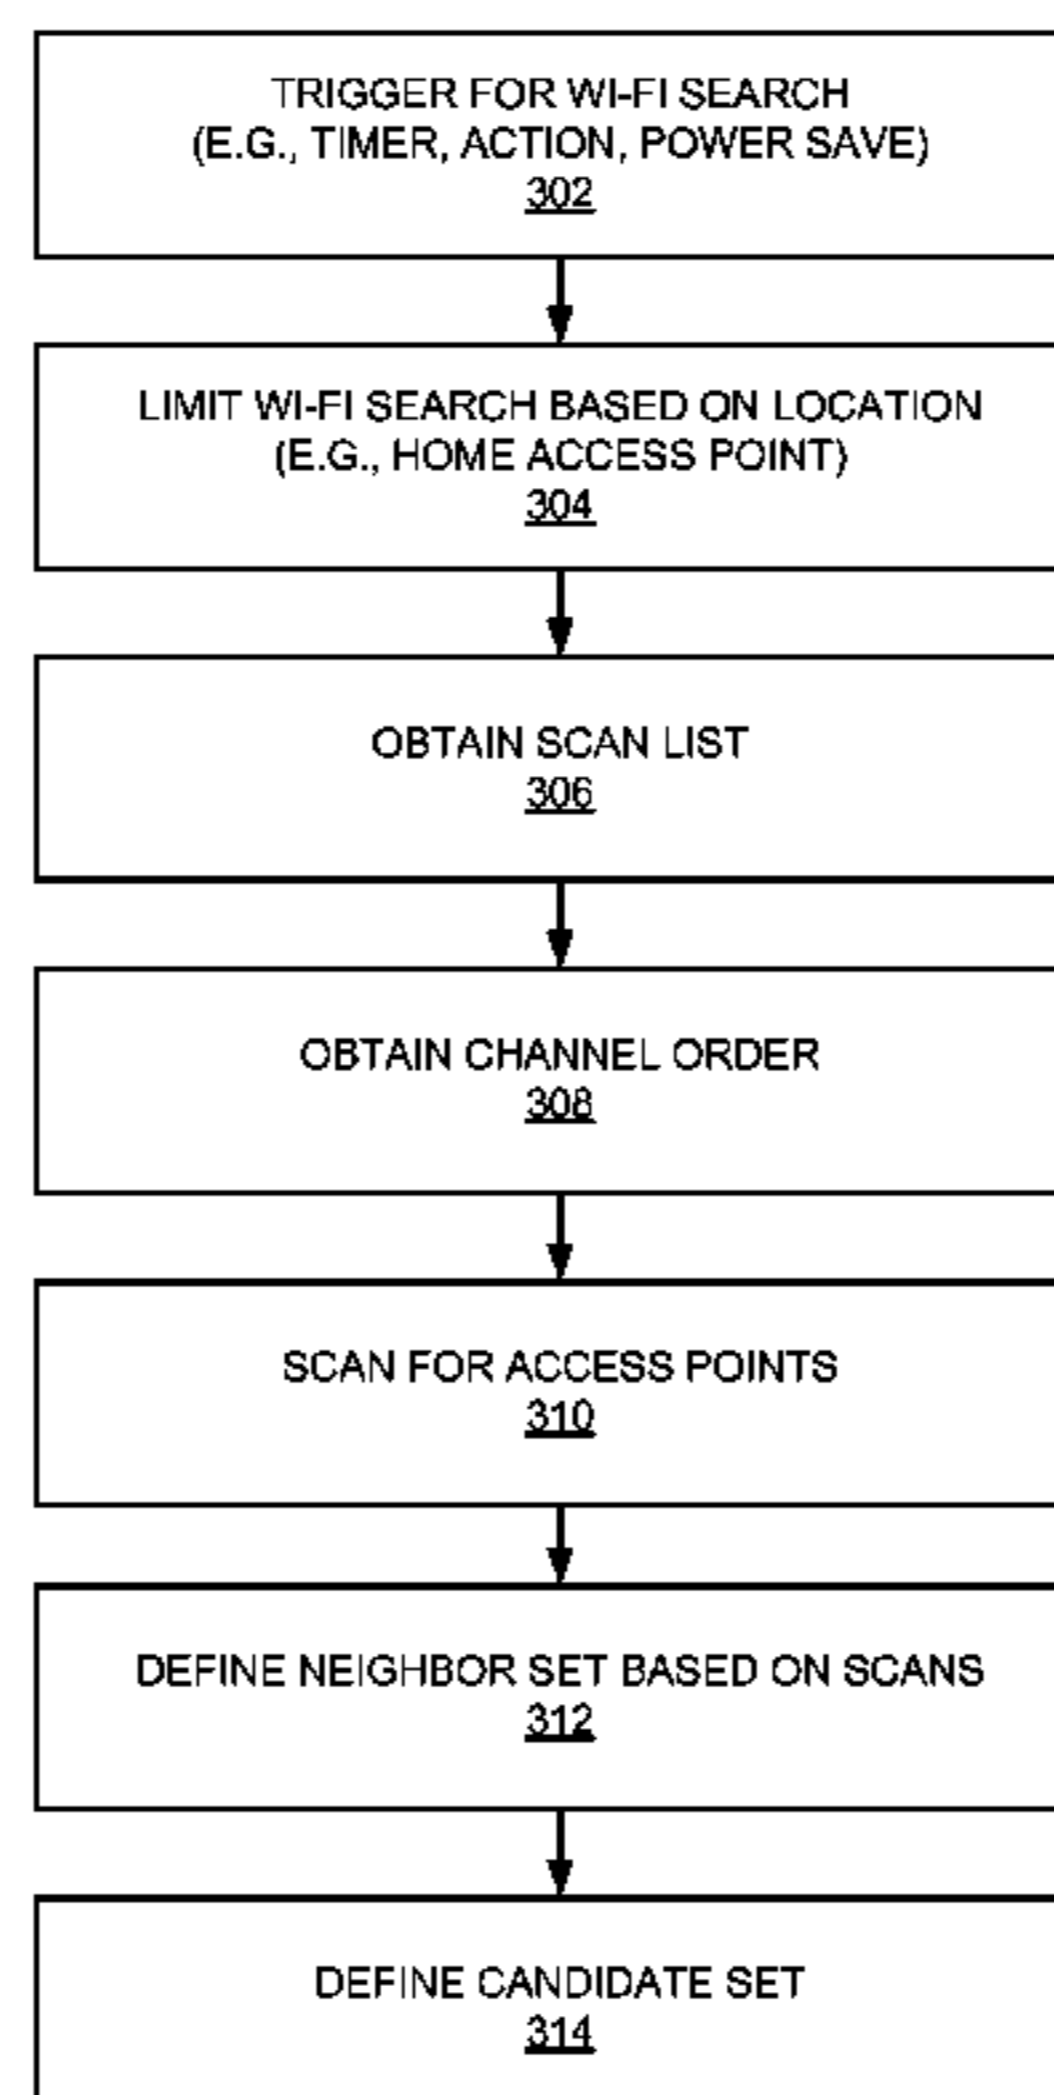 TRIGGER FOR WI-FI SEARCH
(E.G., TIMER, ACTION, POWER SAVE)
302
LIMIT WI-FI SEARCH BASED ON LOCATION
(E.G., HOME ACCESS POINT)
304
OBTAIN SCAN LIST
306
OBTAIN CHANNEL ORDER
308
SCAN FOR ACCESS POINTS
310
DEFINE NEIGHBOR SET BASED ON SCANS
312
DEFINE CANDIDATE SET
314